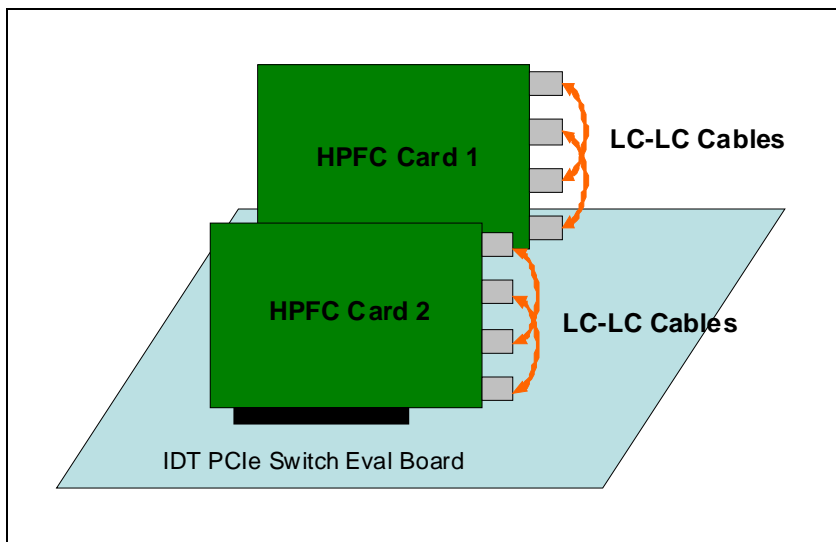 HPFC Card 1
LC-LC Cables
HPFC Card 2
LC-LC Cables
IDT PCIe Switch Eval Board